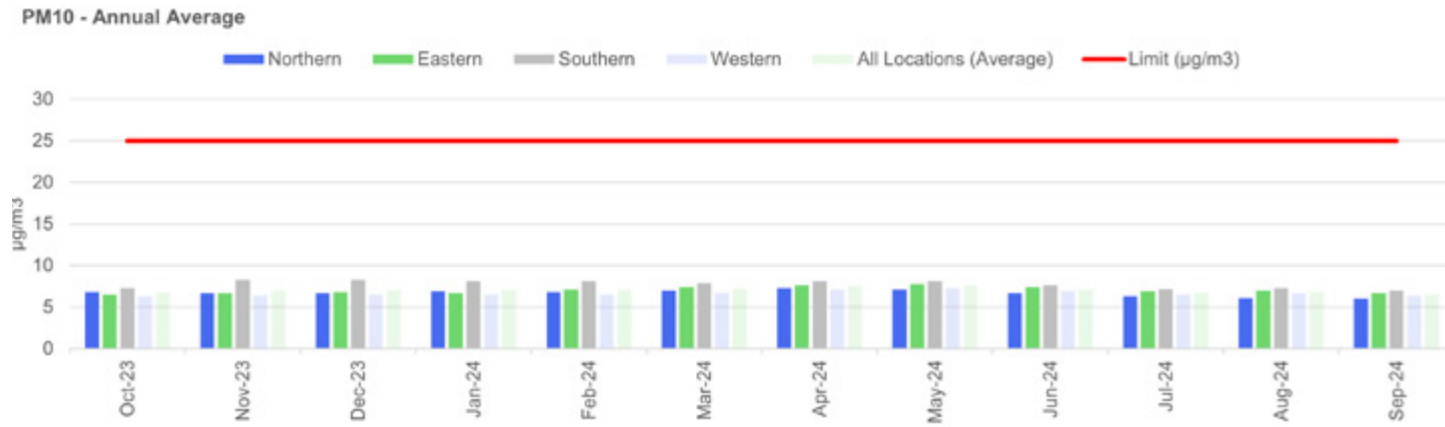 PM10 - Annual Average
Northern Eastern Southern Western All Locations (Average) Limit (µg/m3)
30
25
20
15
10
5
0
µg/m3
Oct-23 Nov-23 Dec-23 Jan-24 Feb-24 Mar-24 Apr-24 May-24 Jun-24 Jul-24 Aug-24 Sep-24